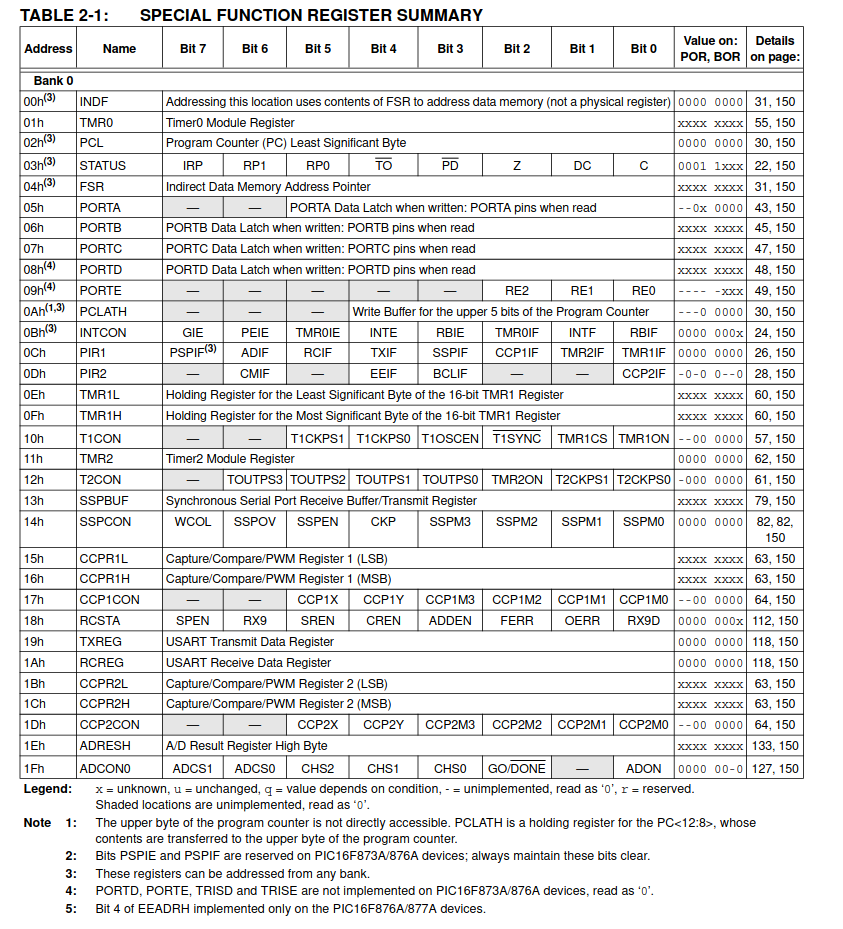 TABLE 2-1: SPECIAL FUNCTION REGISTER SUMMARY
Address Name Bit 7 Bit 6 Bit 5 Bit 4 Bit 3 Bit 2 Bit 1 Bit 0 Value on: POR, BOR Details on page:
Bank 0
00h(3) INDF Addressing this location uses contents of FSR to address data memory (not a physical register) 0000 0000 31, 150
01h TMR0 Timer0 Module Register xxxx xxxx 55, 150
02h(3) PCL Program Counter (PC) Least Significant Byte 0000 0000 30, 150
03h(3) STATUS IRP RP1 RP0 TO PD Z DC C 0001 1xxx 22, 150
04h(3) FSR Indirect Data Memory Address Pointer xxxx xxxx 31, 150
05h PORTA — — PORTA Data Latch when written: PORTA pins when read --0x 0000 43, 150
06h PORTB PORTB Data Latch when written: PORTB pins when read xxxx xxxx 45, 150
07h PORTC PORTC Data Latch when written: PORTC pins when read xxxx xxxx 47, 150
08h(4) PORTD PORTD Data Latch when written: PORTD pins when read xxxx xxxx 48, 150
09h(4) PORTE — — — — — RE2 RE1 RE0 ---- -xxx 49, 150
0Ah(1,3) PCLATH — — — Write Buffer for the upper 5 bits of the Program Counter ---0 0000 30, 150
0Bh(3) INTCON GIE PEIE TMR0IE INTE RBIE TMR0IF INTF RBIF 0000 000x 24, 150
0Ch PIR1 PSPIF(3) ADIF RCIF TXIF SSPIF CCP1IF TMR2IF TMR1IF 0000 0000 26, 150
0Dh PIR2 — CMIF — EEIF BCLIF — — CCP2IF -0-0 0--0 28, 150
0Eh TMR1L Holding Register for the Least Significant Byte of the 16-bit TMR1 Register xxxx xxxx 60, 150
0Fh TMR1H Holding Register for the Most Significant Byte of the 16-bit TMR1 Register xxxx xxxx 60, 150
10h T1CON — — T1CKPS1 T1CKPS0 T1OSCEN T1SYNC TMR1CS TMR1ON --00 0000 57, 150
11h TMR2 Timer2 Module Register 0000 0000 62, 150
12h T2CON — TOUTPS3 TOUTPS2 TOUTPS1 TOUTPS0 TMR2ON T2CKPS1 T2CKPS0 -000 0000 61, 150
13h SSPBUF Synchronous Serial Port Receive Buffer/Transmit Register xxxx xxxx 79, 150
14h SSPCON WCOL SSPOV SSPEN CKP SSPM3 SSPM2 SSPM1 SSPM0 0000 0000 82, 82, 150
15h CCPR1L Capture/Compare/PWM Register 1 (LSB) xxxx xxxx 63, 150
16h CCPR1H Capture/Compare/PWM Register 1 (MSB) xxxx xxxx 63, 150
17h CCP1CON — — CCP1X CCP1Y CCP1M3 CCP1M2 CCP1M1 CCP1M0 --00 0000 64, 150
18h RCSTA SPEN RX9 SREN CREN ADDEN FERR OERR RX9D 0000 000x 112, 150
19h TXREG USART Transmit Data Register 0000 0000 118, 150
1Ah RCREG USART Receive Data Register 0000 0000 118, 150
1Bh CCPR2L Capture/Compare/PWM Register 2 (LSB) xxxx xxxx 63, 150
1Ch CCPR2H Capture/Compare/PWM Register 2 (MSB) xxxx xxxx 63, 150
1Dh CCP2CON — — CCP2X CCP2Y CCP2M3 CCP2M2 CCP2M1 CCP2M0 --00 0000 64, 150
1Eh ADRESH A/D Result Register High Byte xxxx xxxx 133, 150
1Fh ADCON0 ADCS1 ADCS0 CHS2 CHS1 CHS0 GO/DONE — ADON 0000 00-0 127, 150
Legend: x = unknown, u = unchanged, q = value depends on condition, - = unimplemented, read as ‘0’, r = reserved.
Shaded locations are unimplemented, read as ‘0’.
Note 1: The upper byte of the program counter is not directly accessible. PCLATH is a holding register for the PC<12:8>, whose
contents are transferred to the upper byte of the program counter.
2: Bits PSPIE and PSPIF are reserved on PIC16F873A/876A devices; always maintain these bits clear.
3: These registers can be addressed from any bank.
4: PORTD, PORTE, TRISD and TRISE are not implemented on PIC16F873A/876A devices, read as ‘0’.
5: Bit 4 of EEADRH implemented only on the PIC16F876A/877A devices.